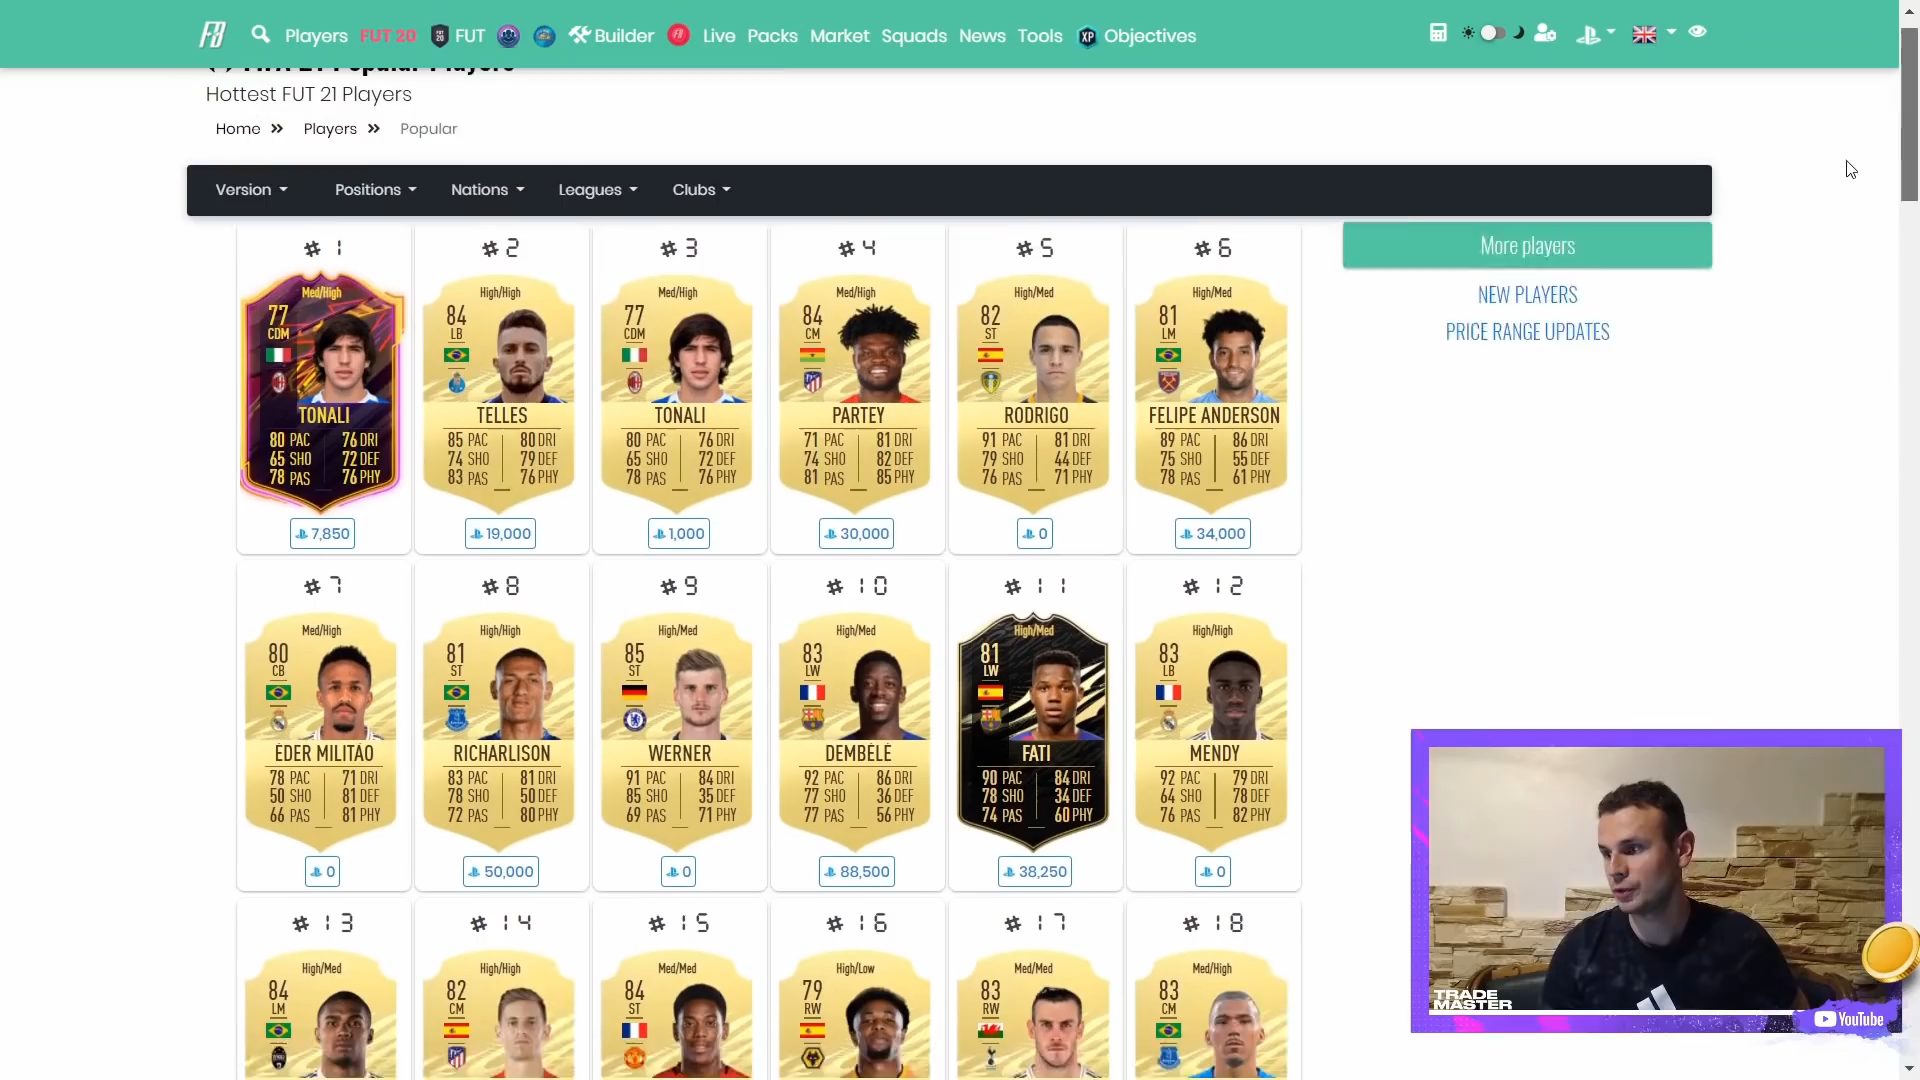 Players FUT 20 FUT Builder Live Packs Market Squads News Tools XP Objectives
Hottest FUT 21 Players
Home Players Popular
Version Positions Nations Leagues Clubs
More players
NEW PLAYERS
PRICE RANGE UPDATES
# 1 # 2 # 3 # 4 # 5 # 6
Med/High
77
CDM
TONALI
80 PAC 76 DRI
65 SHO 72 DEF
78 PAS 76 PHY
7,850
High/High
84
LB
TELLES
85 PAC 80 DRI
74 SHO 79 DEF
83 PAS 76 PHY
19,000
Med/High
77
CDM
TONALI
80 PAC 76 DRI
65 SHO 72 DEF
78 PAS 76 PHY
1,000
Med/High
84
CM
PARTEY
71 PAC 81 DRI
74 SHO 82 DEF
81 PAS 85 PHY
30,000
High/Med
82
ST
RODRIGO
91 PAC 81 DRI
79 SHO 44 DEF
76 PAS 71 PHY
0
High/Med
81
LM
FELIPE ANDERSON
89 PAC 86 DRI
75 SHO 55 DEF
78 PAS 61 PHY
34,000
# 7 # 8 # 9 # 10 # 11 # 12
Med/High
80
CB
ÉDER MILITÃO
78 PAC 71 DRI
50 SHO 81 DEF
66 PAS 81 PHY
0
High/High
81
ST
RICHARLISON
83 PAC 81 DRI
78 SHO 50 DEF
72 PAS 80 PHY
50,000
High/Med
85
ST
WERNER
91 PAC 84 DRI
85 SHO 35 DEF
69 PAS 71 PHY
0
High/Med
83
LW
DEMBÉLÉ
92 PAC 86 DRI
77 SHO 36 DEF
77 PAS 56 PHY
88,500
High/Med
81
LW
FATI
90 PAC 84 DRI
78 SHO 34 DEF
74 PAS 60 PHY
38,250
High/High
83
LB
MENDY
92 PAC 79 DRI
64 SHO 78 DEF
76 PAS 82 PHY
0
# 13 # 14 # 15 # 16 # 17 # 18
High/Med
84
LM
High/High
82
CM
Med/Med
84
ST
High/Low
79
RW
Med/Med
83
RW
Med/High
83
CM
TRADE
MASTER
YouTube